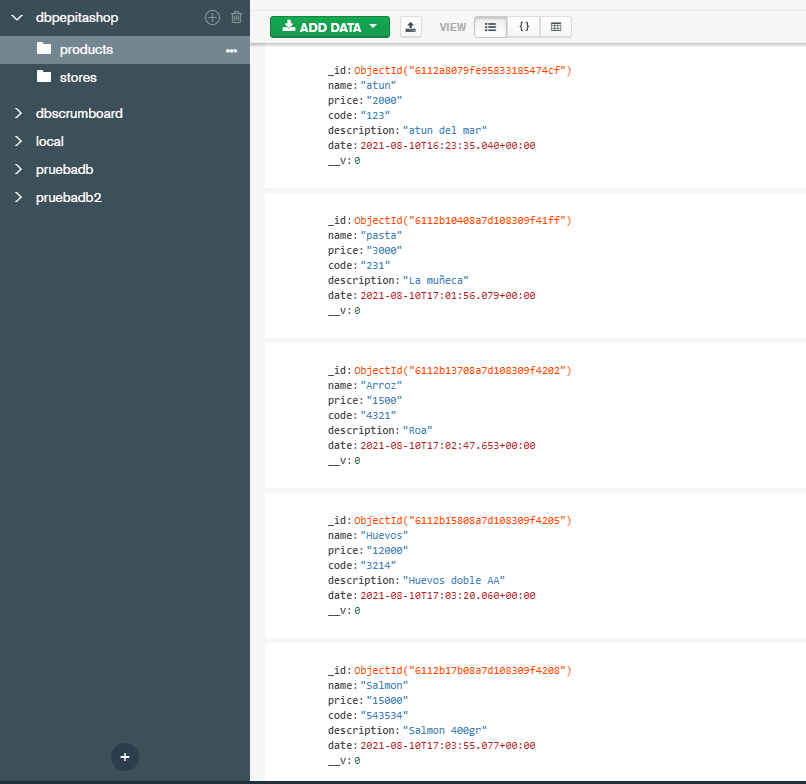 dbpepitashop
products
stores
dbscrumboard
local
pruebadb
pruebadb2
ADD DATA
VIEW
{}
_id:ObjectId("6112a8079fe95833185474cf")
name:"atun"
price:"2000"
code:"123"
description:"atun del mar"
date:2021-08-10T16:23:35.040+00:00
__v:0
_id:ObjectId("6112b10408a7d108309f41ff")
name:"pasta"
price:"3000"
code:"231"
description:"La muñeca"
date:2021-08-10T17:01:56.079+00:00
__v:0
_id:ObjectId("6112b13708a7d108309f4202")
name:"Arroz"
price:"1500"
code:"4321"
description:"Roa"
date:2021-08-10T17:02:47.653+00:00
__v:0
_id:ObjectId("6112b15808a7d108309f4205")
name:"Huevos"
price:"12000"
code:"3214"
description:"Huevos doble AA"
date:2021-08-10T17:03:20.060+00:00
__v:0
_id:ObjectId("6112b17b08a7d108309f4208")
name:"Salmon"
price:"15000"
code:"543534"
description:"Salmon 400gr"
date:2021-08-10T17:03:55.077+00:00
__v:0